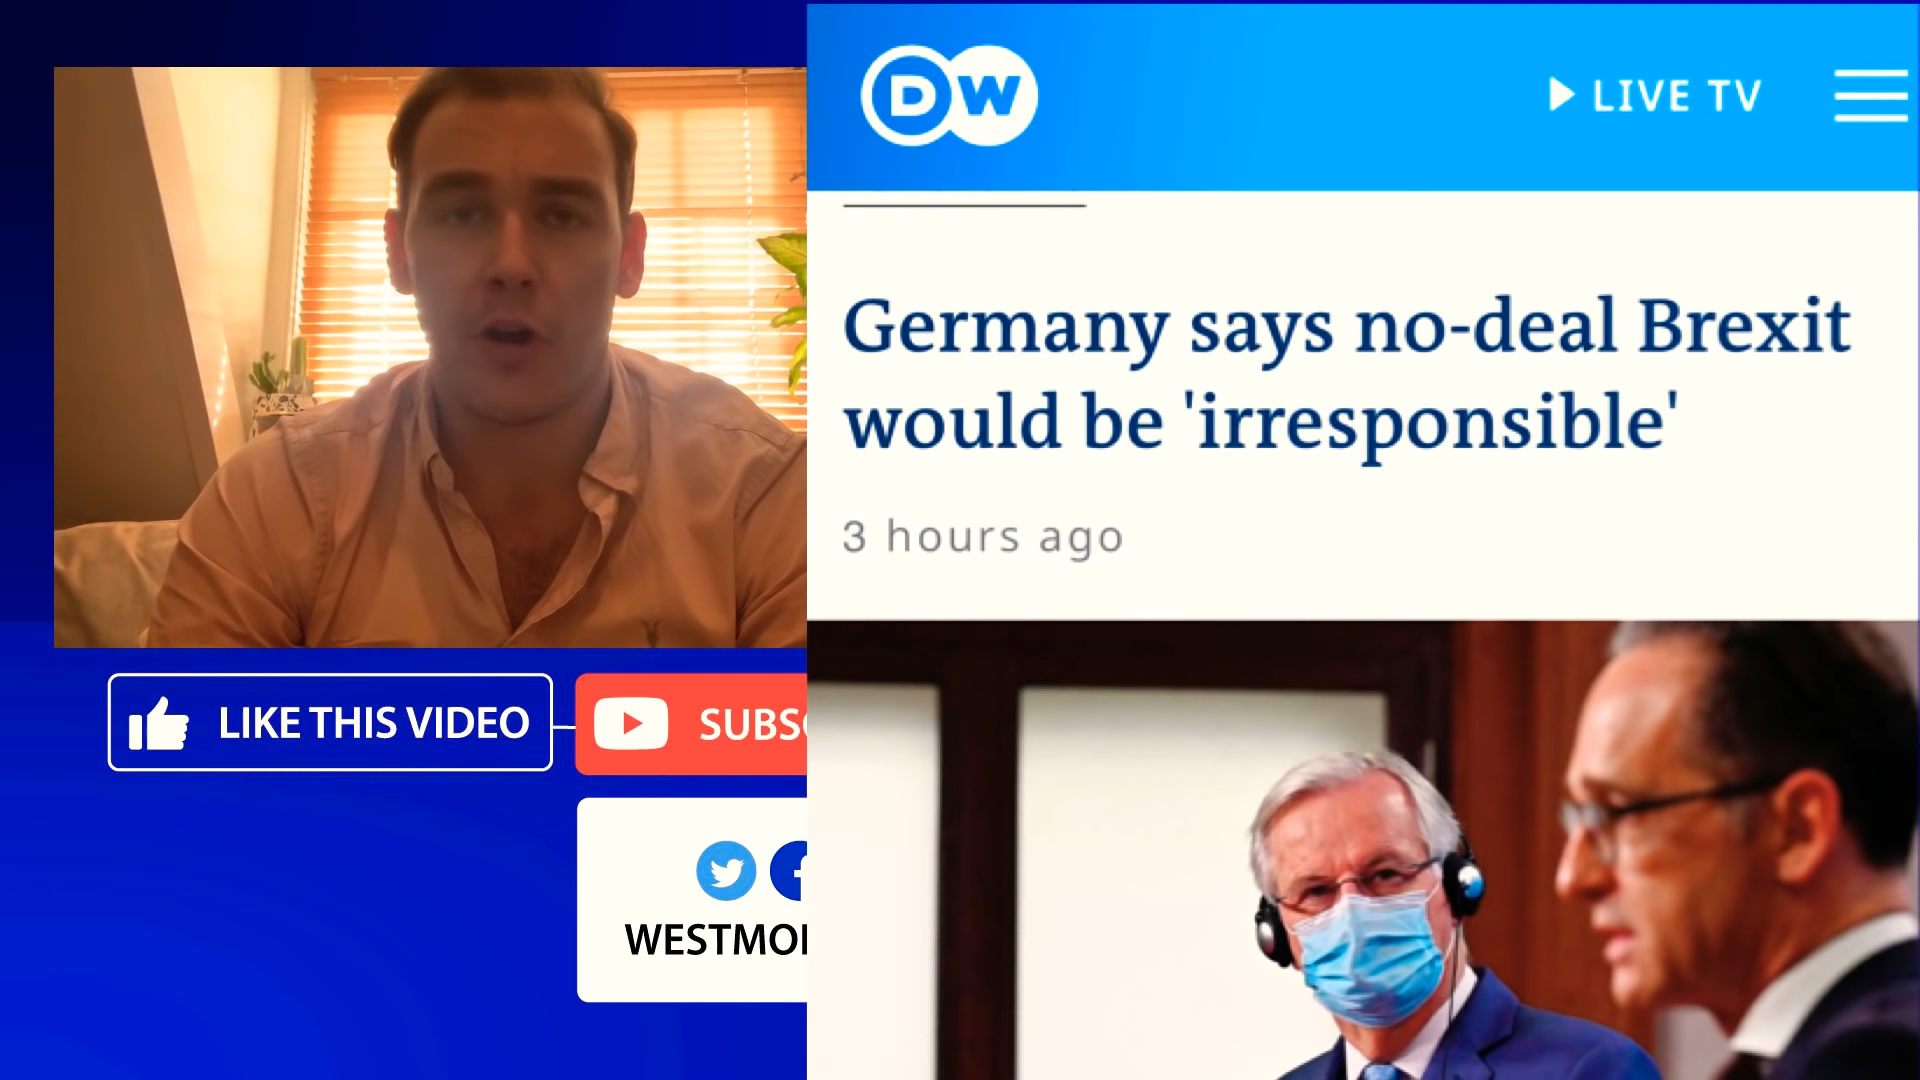 DW
LIVE TV
Germany says no-deal Brexit
would be 'irresponsible'
3 hours ago
LIKE THIS VIDEO